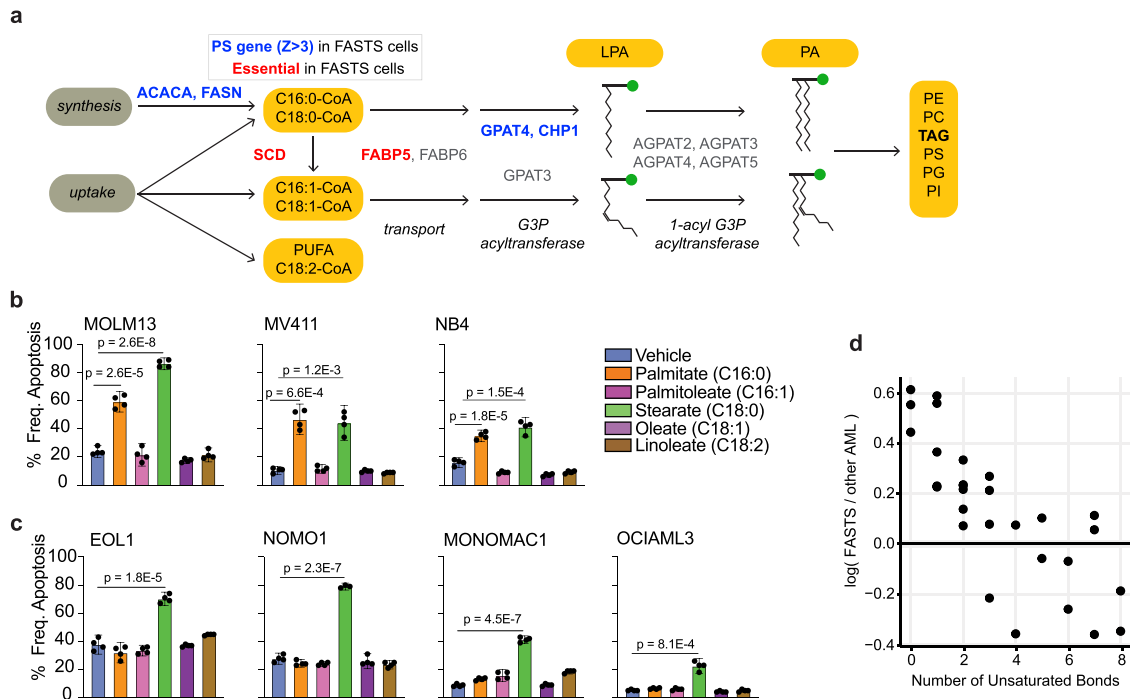 a
PS gene (Z>3) in FASTS cells
Essential in FASTS cells
LPA
PA
synthesis
ACACA, FASN
C16:0-CoA
C18:0-CoA
GPAT4, CHP1
AGPAT2, AGPAT3
AGPAT4, AGPAT5
PE
PC
TAG
PS
PG
PI
SCD
FABP5, FABP6
GPAT3
uptake
C16:1-CoA
C18:1-CoA
transport
G3P
acyltransferase
1-acyl G3P
acyltransferase
PUFA
C18:2-CoA
b
MOLM13
MV411
NB4
% Freq. Apoptosis
100
80
60
40
20
0
p = 2.6E-8
p = 2.6E-5
p = 1.2E-3
p = 6.6E-4
p = 1.5E-4
p = 1.8E-5
Vehicle
Palmitate (C16:0)
Palmitoleate (C16:1)
Stearate (C18:0)
Oleate (C18:1)
Linoleate (C18:2)
c
EOL1
NOMO1
MONOMAC1
OCIAML3
% Freq. Apoptosis
100
80
60
40
20
0
p = 1.8E-5
p = 2.3E-7
p = 4.5E-7
p = 8.1E-4
d
log( FASTS / other AML)
0.6
0.4
0.2
0.0
−0.2
−0.4
0 2 4 6 8
Number of Unsaturated Bonds